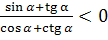 sin α+tg α
cos α+ctg α < 0